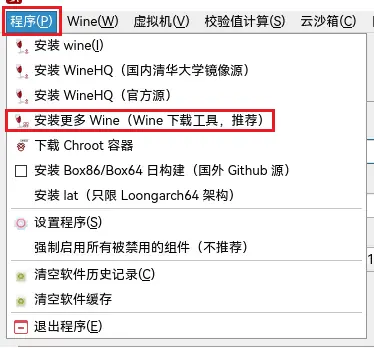 程序(P) Wine(W) 虚拟机(V) 校验值计算(S) 云沙箱(C)
安装 wine(I)
安装 WineHQ（国内清华大学镜像源）
安装 WineHQ（官方源）
安装更多 Wine（Wine 下载工具，推荐）
下载 Chroot 容器
安装 Box86/Box64 日构建（国外 Github 源）
安装 lat（只限 Loongarch64 架构）
设置程序(S)
强制启用所有被禁用的组件（不推荐）
清空软件历史记录(C)
清空软件缓存
退出程序(E)